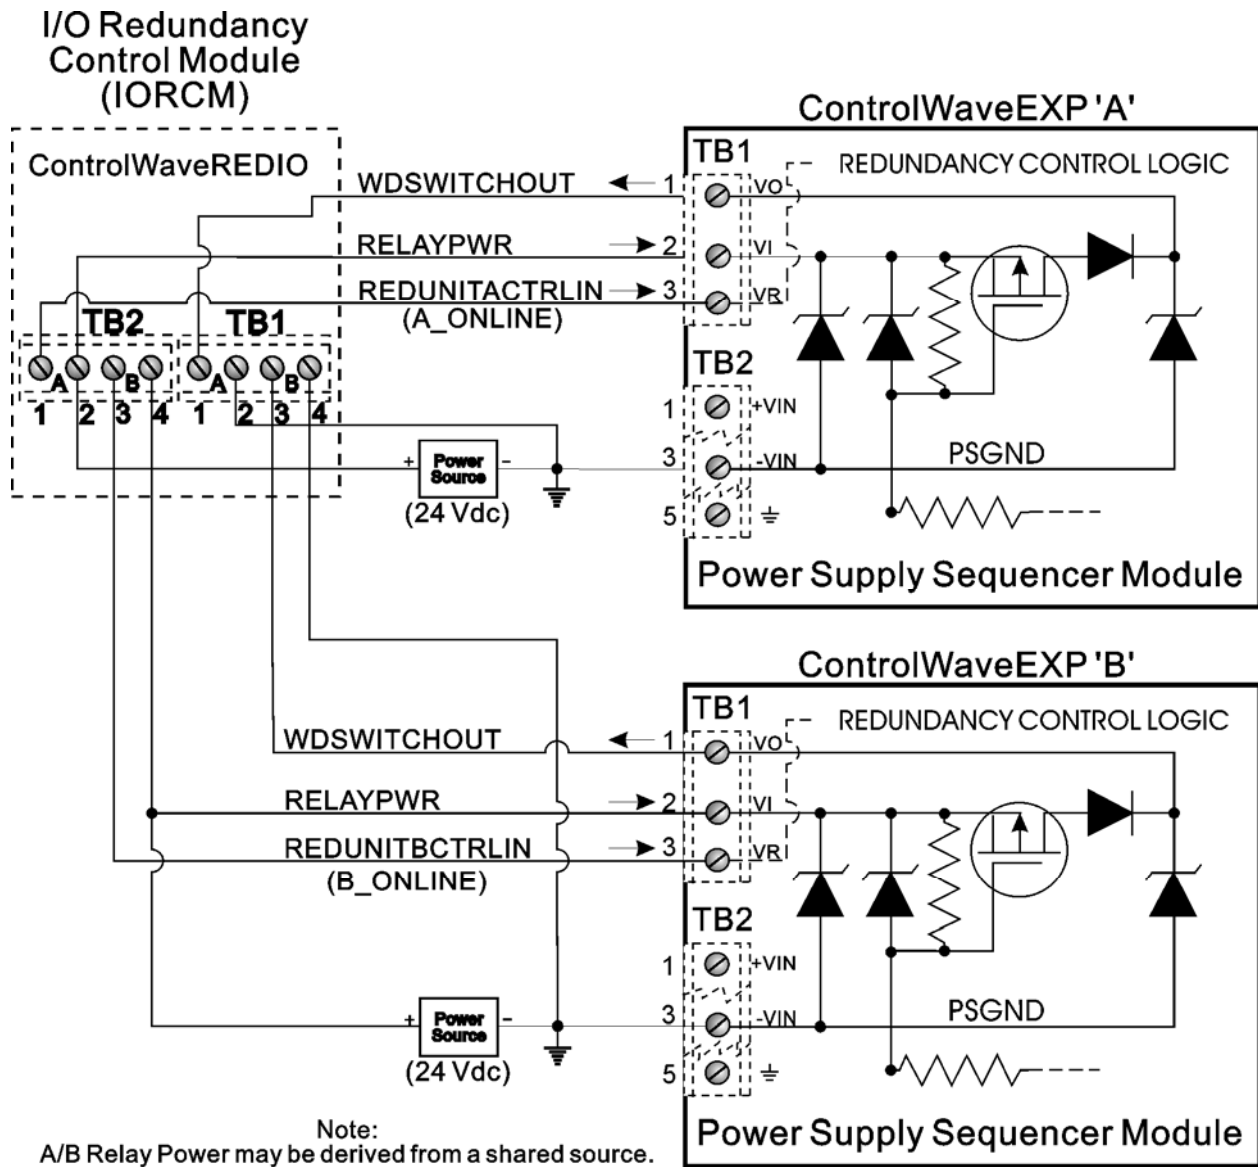 I/O Redundancy
Control Module
(IORCM)
ControlWaveREDIO
TB2 TB1
A B A B
1 2 3 4 1 2 3 4
WDSWITCHOUT
RELAYPWR
REDUNITACTRLIN
(A_ONLINE)
+ Power Source -
(24 Vdc)
ControlWaveEXP 'A'
TB1
REDUNDANCY CONTROL LOGIC
1 VO
2 VI
3 VR
TB2
1 +VIN
3 -VIN
PSGND
5
Power Supply Sequencer Module
ControlWaveEXP 'B'
TB1
REDUNDANCY CONTROL LOGIC
WDSWITCHOUT
1 VO
RELAYPWR
2 VI
REDUNITBCTRLIN
3 VR
(B_ONLINE)
TB2
1 +VIN
3 -VIN
PSGND
+ Power Source -
(24 Vdc)
5
Power Supply Sequencer Module
Note:
A/B Relay Power may be derived from a shared source.